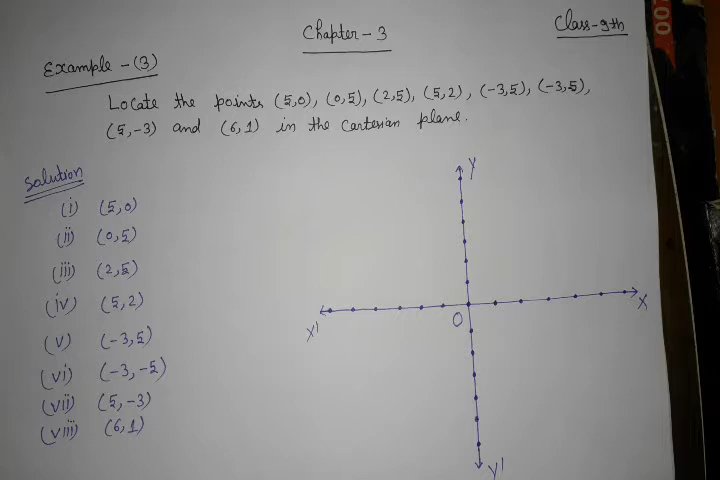 Chapter - 3
Class - 9th
Example - (3)
Locate the points (5,0), (0,5), (2,5), (5,2), (-3,5), (-3,5),
(5,-3) and (6,1) in the cartesian plane.
Solution
(i) (5,0)
(ii) (0,5)
(iii) (2,5)
(iv) (5,2)
(v) (-3,5)
(vi) (-3,-5)
(vii) (5,-3)
(viii) (6,1)
Y
X' O X
Y'